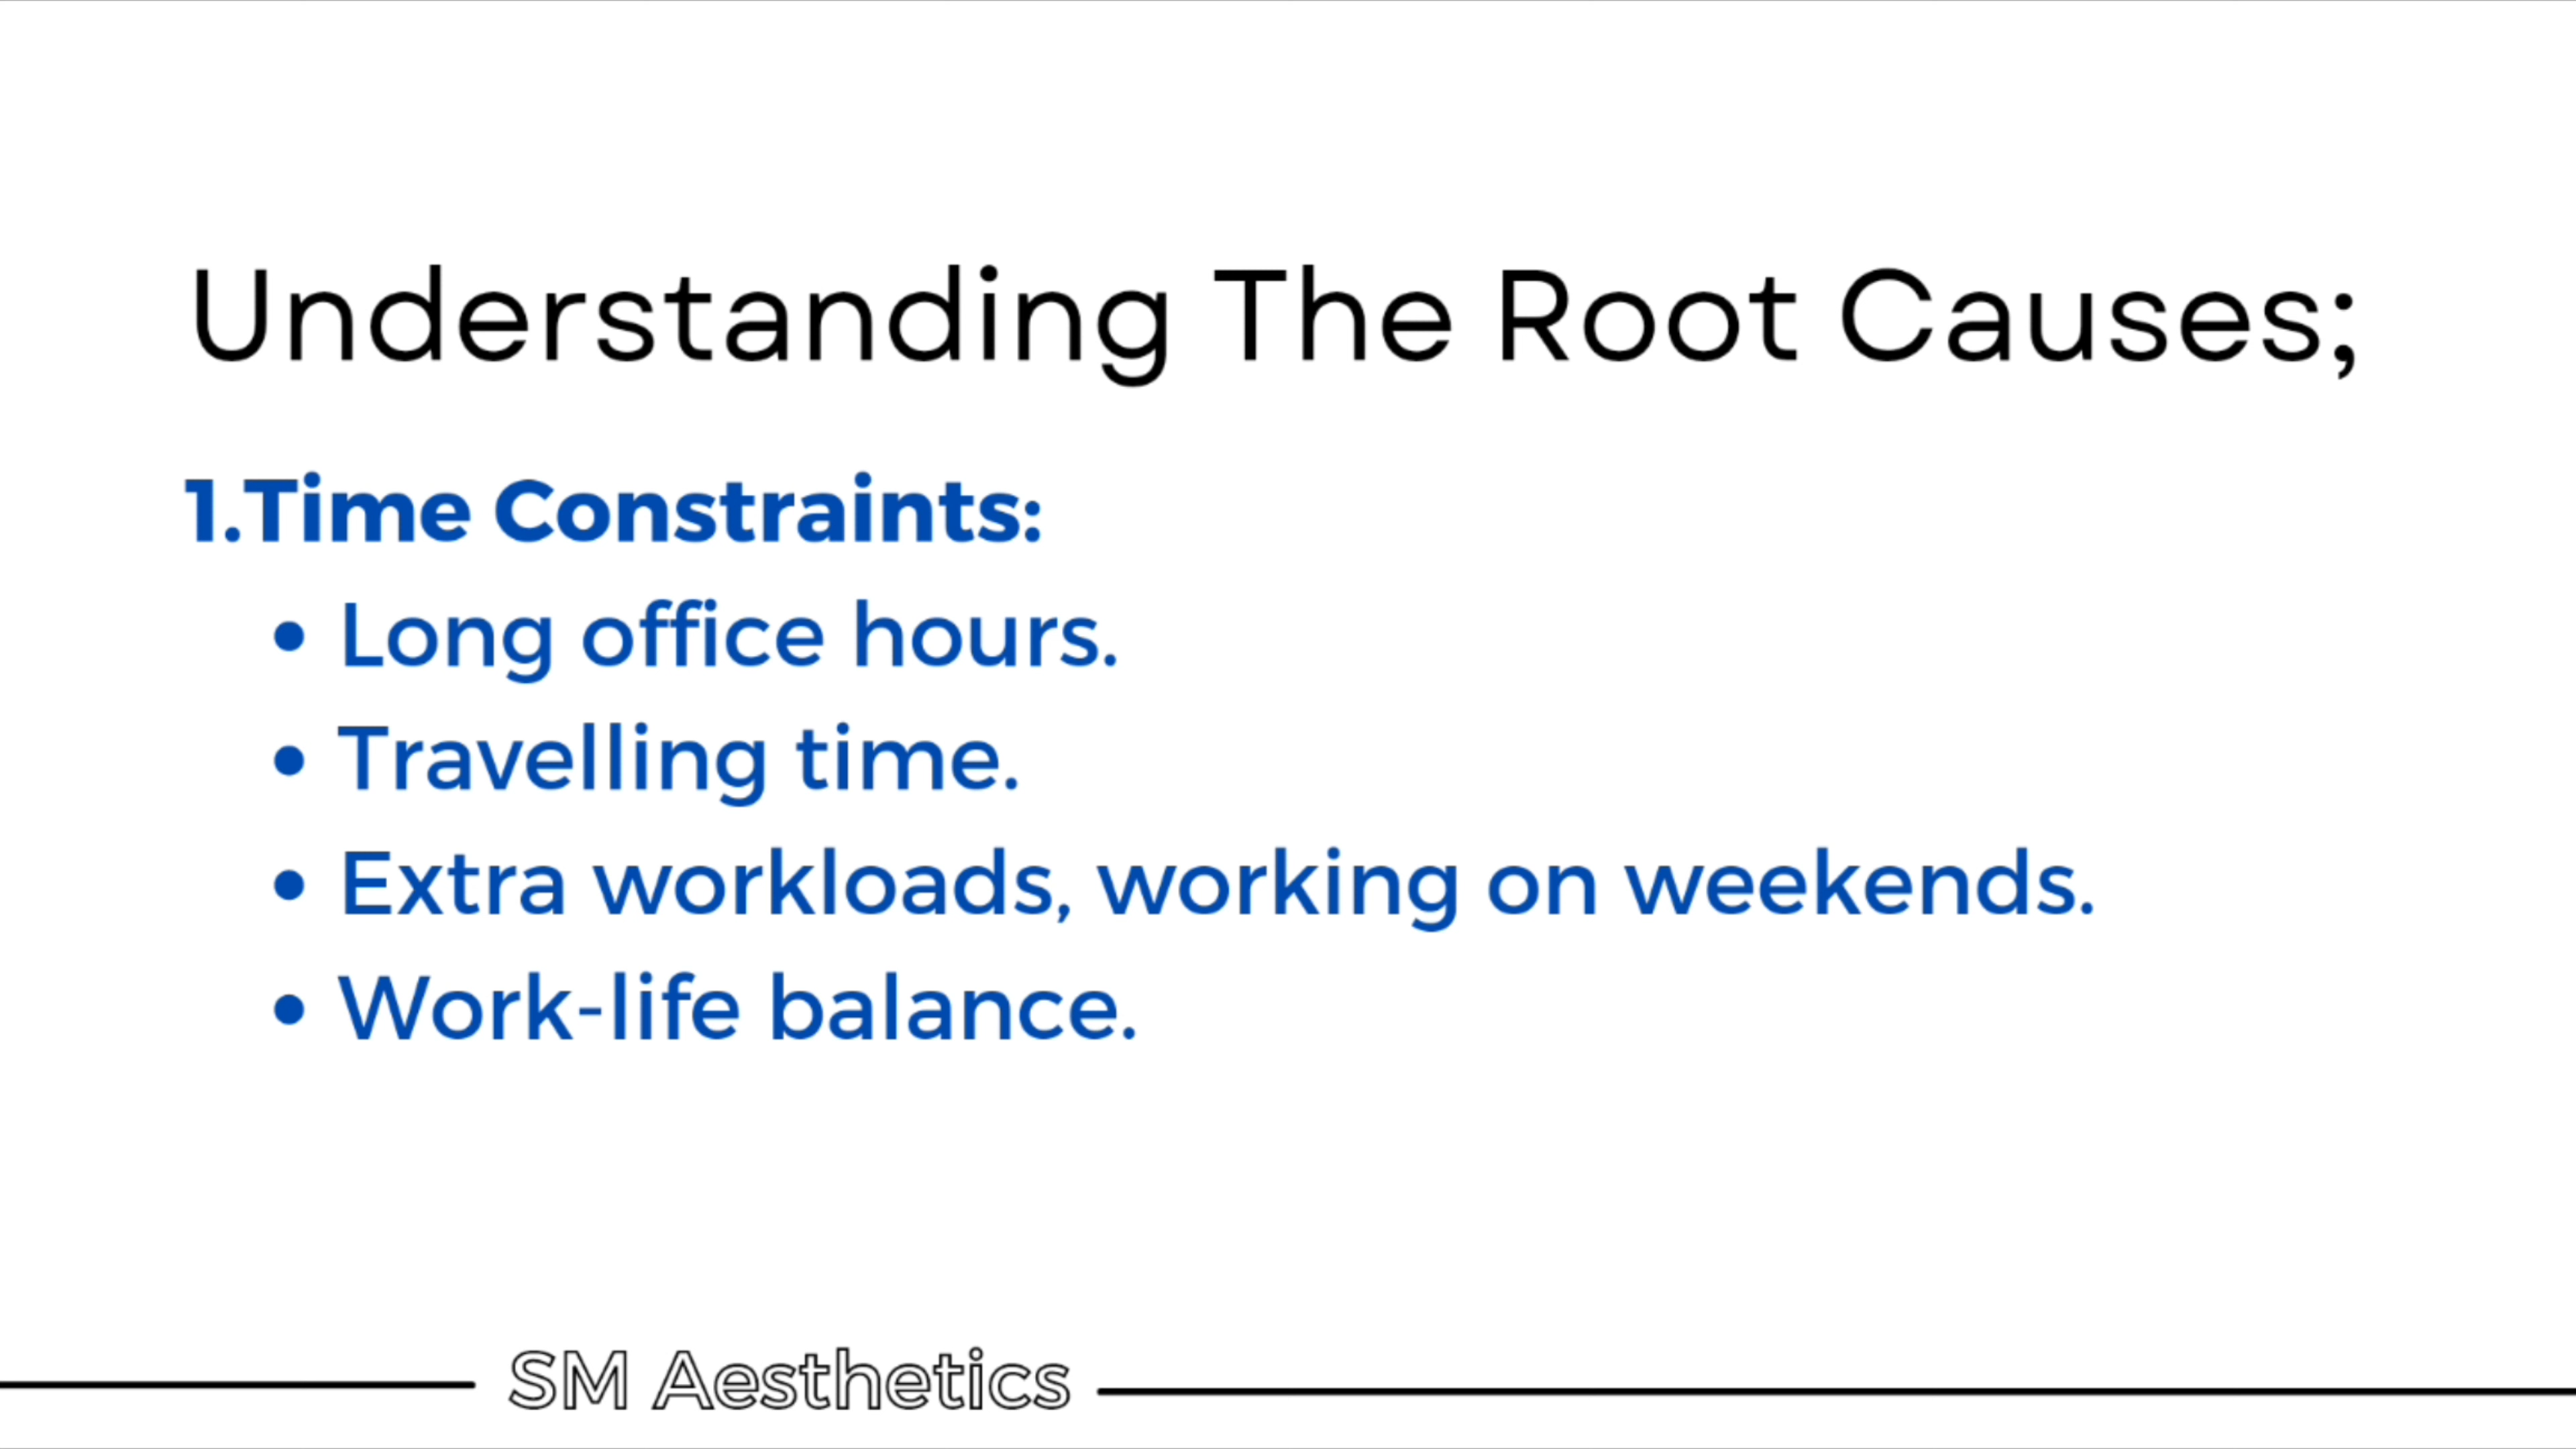 Understanding The Root Causes;
1.Time Constraints:
• Long office hours.
• Travelling time.
• Extra workloads, working on weekends.
• Work-life balance.
SM Aesthetics